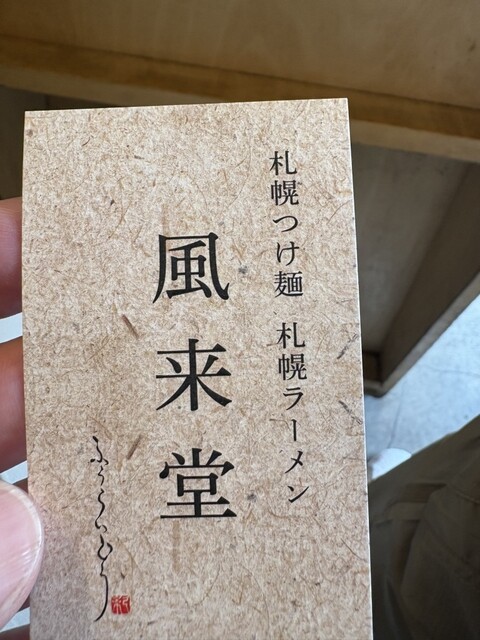 札幌つけ麺 札幌ラーメン
風来堂
ふうらいどう